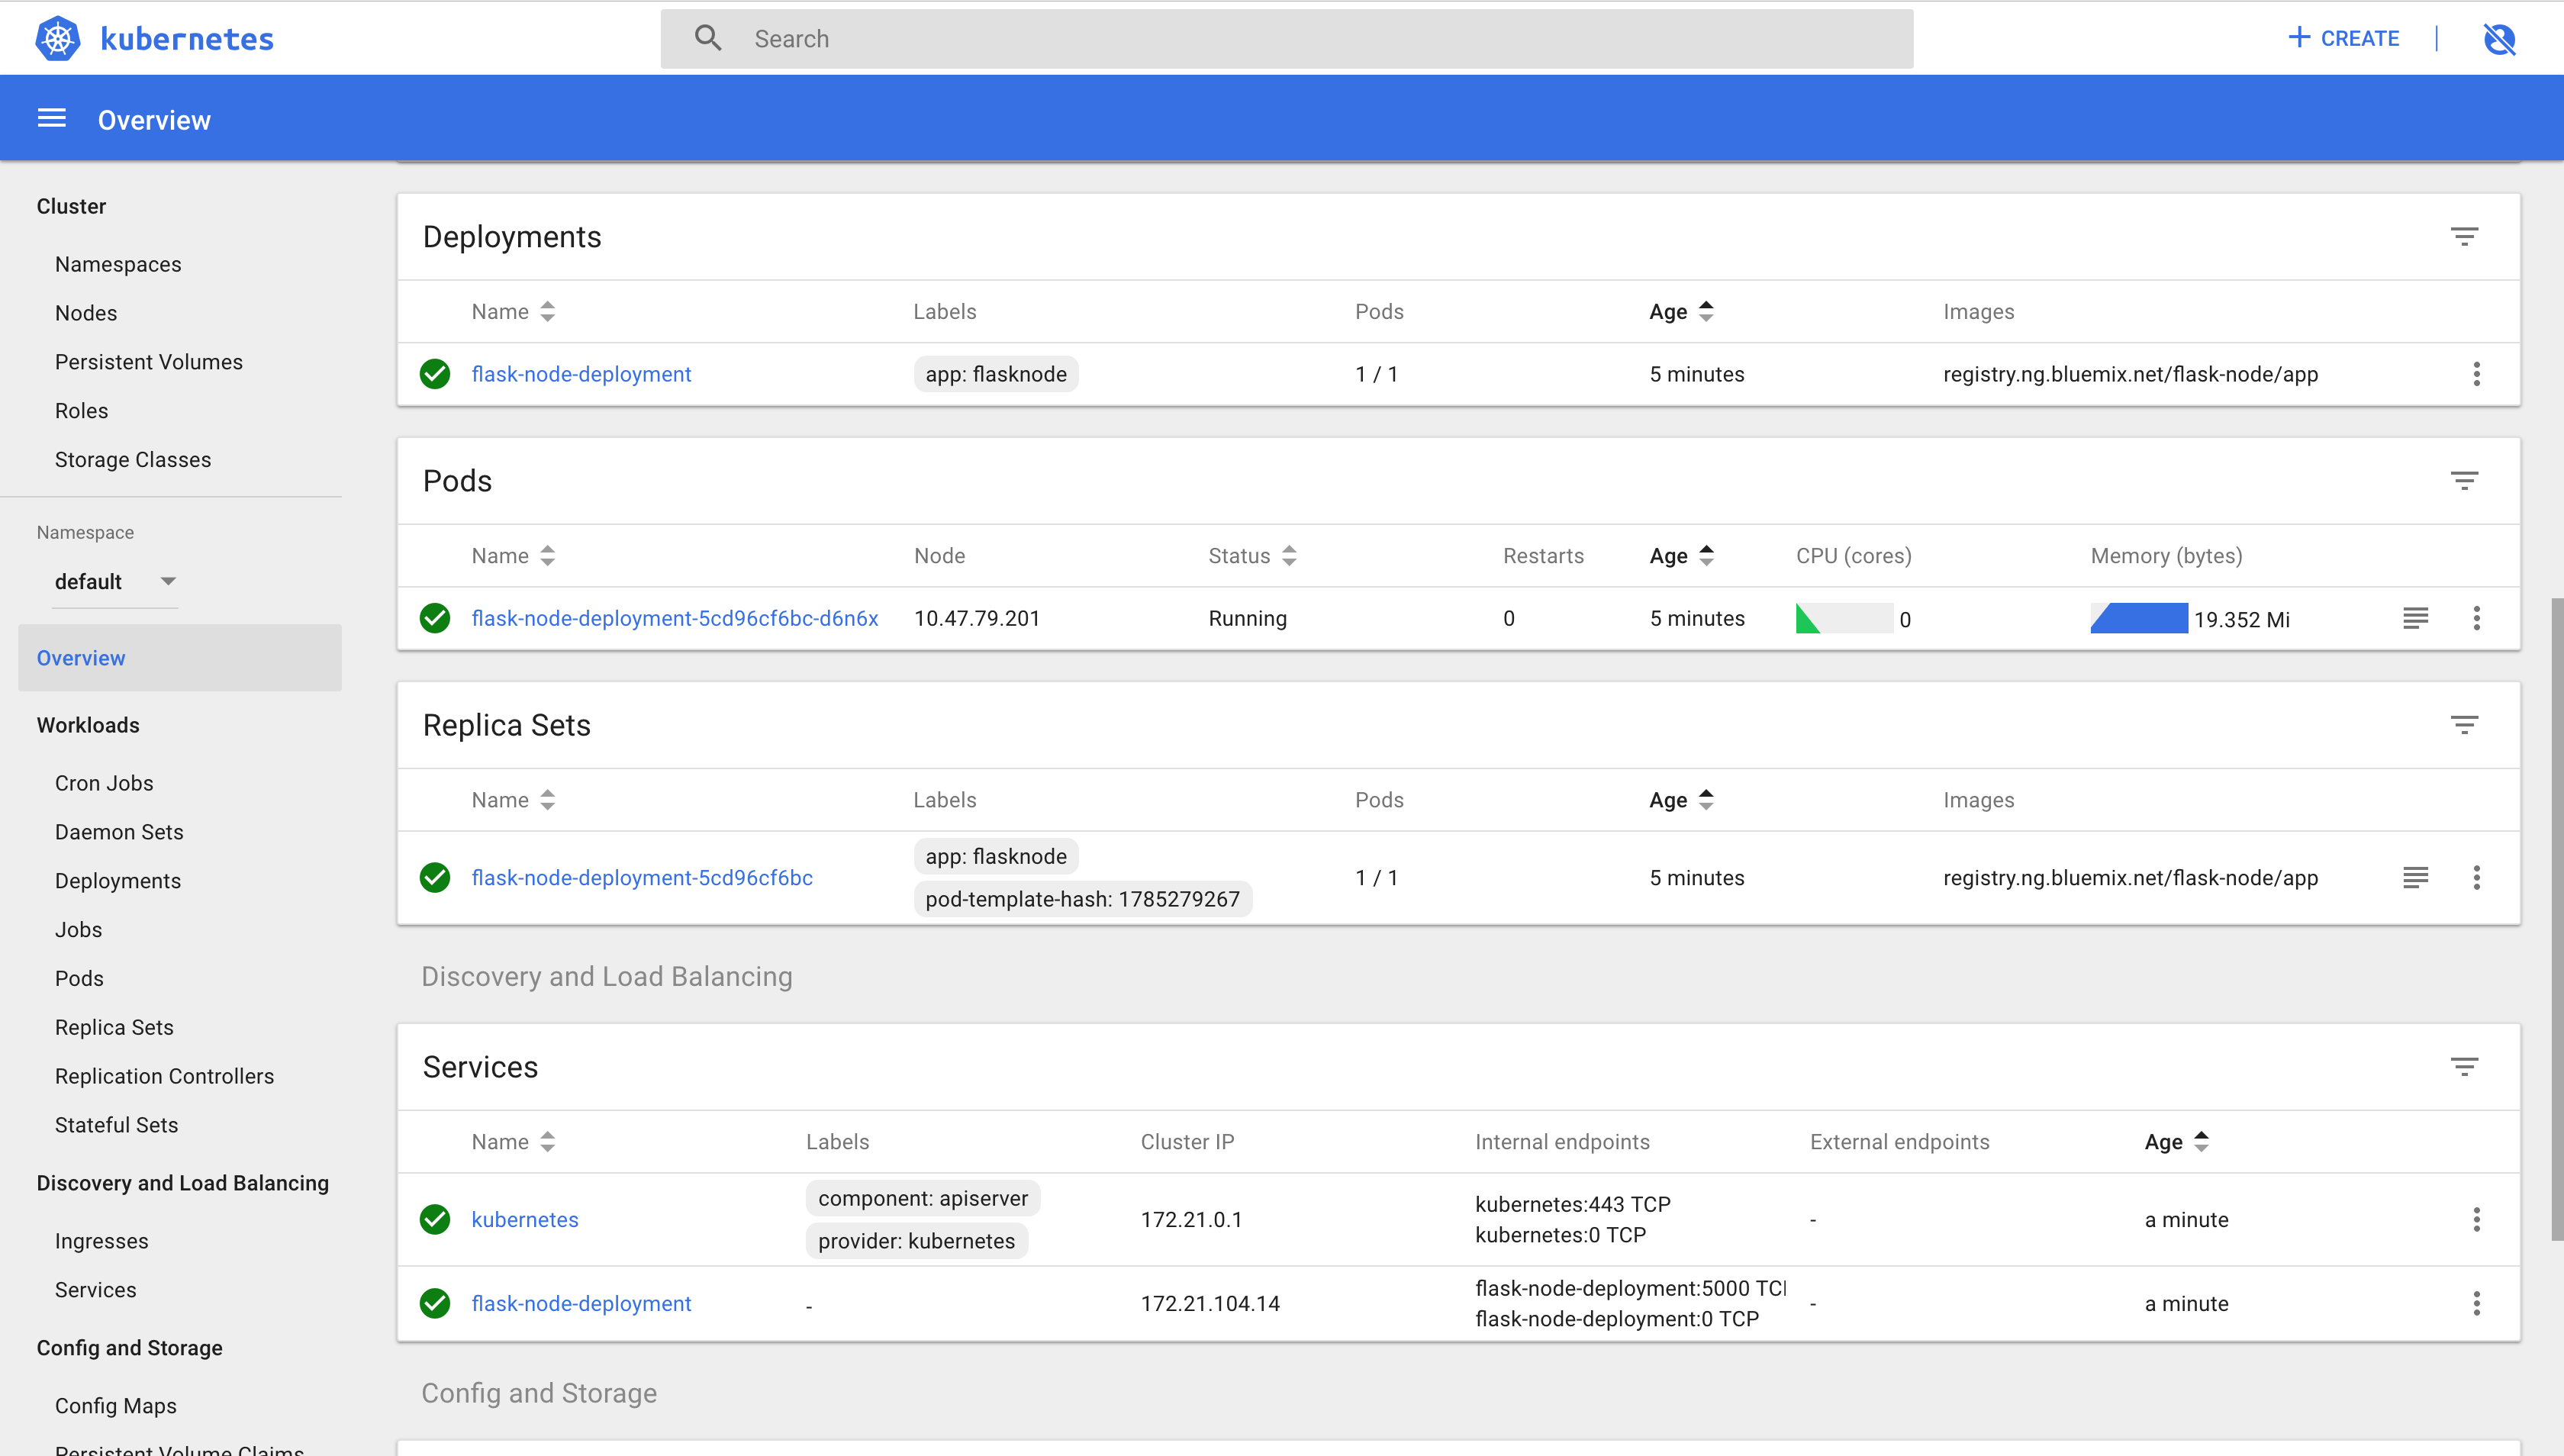 kubernetes
Search
CREATE
Overview
Cluster
Namespaces
Nodes
Persistent Volumes
Roles
Storage Classes
Namespace
default
Overview
Workloads
Cron Jobs
Daemon Sets
Deployments
Jobs
Pods
Replica Sets
Replication Controllers
Stateful Sets
Discovery and Load Balancing
Ingresses
Services
Config and Storage
Config Maps
Persistent Volume Claims
Deployments
Name Labels Pods Age Images
flask-node-deployment app: flasknode 1 / 1 5 minutes registry.ng.bluemix.net/flask-node/app
Pods
Name Node Status Restarts Age CPU (cores) Memory (bytes)
flask-node-deployment-5cd96cf6bc-d6n6x 10.47.79.201 Running 0 5 minutes 0 19.352 Mi
Replica Sets
Name Labels Pods Age Images
app: flasknode
flask-node-deployment-5cd96cf6bc 1 / 1 5 minutes registry.ng.bluemix.net/flask-node/app
pod-template-hash: 1785279267
Discovery and Load Balancing
Services
Name Labels Cluster IP Internal endpoints External endpoints Age
component: apiserver kubernetes:443 TCP
kubernetes 172.21.0.1 - a minute
provider: kubernetes kubernetes:0 TCP
flask-node-deployment:5000 TCP
flask-node-deployment - 172.21.104.14 - a minute
flask-node-deployment:0 TCP
Config and Storage